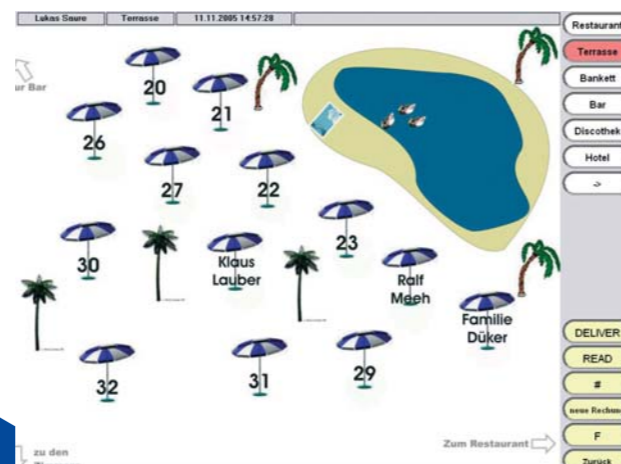 Lukas Saure
Terrasse
11.11.2005 14:57:28
ur Bar
20
21
26
27
22
23
30
Klaus
Lauber
Ralf
Meeh
Familie
Düker
32
31
29
Zum Restaurant
zu den
Restaurant
Terrasse
Bankett
Bar
Discothek
Hotel
->
DELIVER
READ
#
neue Rechnun
F
Zurück